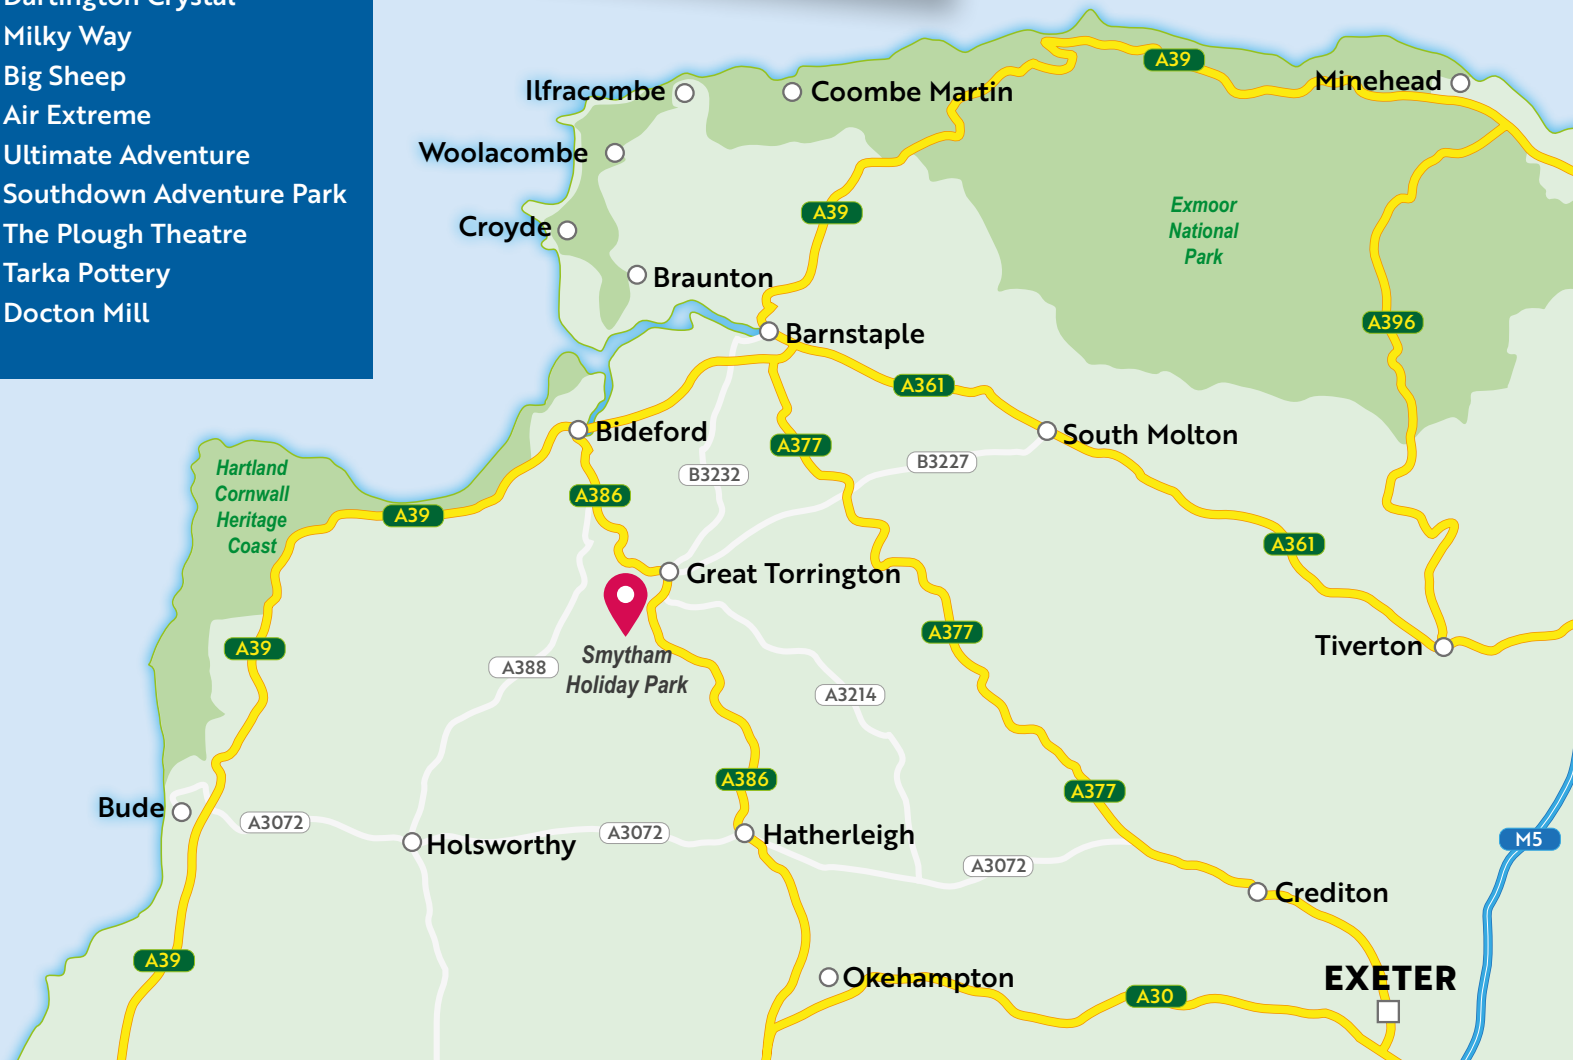 Dartington Crystal
Milky Way
Big Sheep
Air Extreme
Ultimate Adventure
Southdown Adventure Park
The Plough Theatre
Tarka Pottery
Docton Mill
A39
Minehead
Ilfracombe
Coombe Martin
Woolacombe
A39
Exmoor
National
Park
Croyde
Braunton
A396
Barnstaple
A361
Bideford
South Molton
A377
B3227
B3232
Hartland
Cornwall
Heritage
Coast
A386
A39
A361
Great Torrington
A377
A39
Tiverton
Smytham
Holiday Park
A388
A3214
A386
A377
Bude
A3072
A3072
Hatherleigh
M5
Holsworthy
A3072
Crediton
A39
Okehampton
EXETER
A30